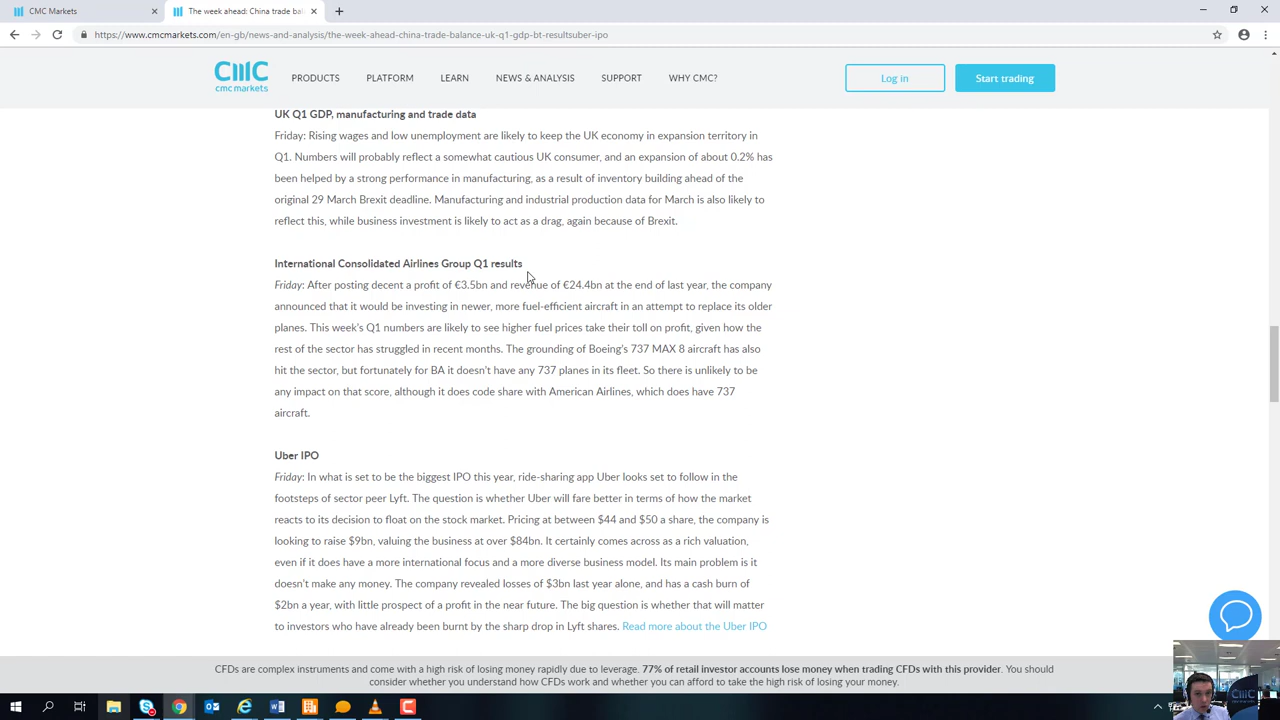 CMC Markets
The week ahead: China trade bal
https://www.cmcmarkets.com/en-gb/news-and-analysis/the-week-ahead-china-trade-balance-uk-q1-gdp-bt-resultsuber-ipo
cmc markets
PRODUCTS
PLATFORM
LEARN
NEWS & ANALYSIS
SUPPORT
WHY CMC?
Log in
Start trading
UK Q1 GDP, manufacturing and trade data
Friday: Rising wages and low unemployment are likely to keep the UK economy in expansion territory in
Q1. Numbers will probably reflect a somewhat cautious UK consumer, and an expansion of about 0.2% has
been helped by a strong performance in manufacturing, as a result of inventory building ahead of the
original 29 March Brexit deadline. Manufacturing and industrial production data for March is also likely to
reflect this, while business investment is likely to act as a drag, again because of Brexit.
International Consolidated Airlines Group Q1 results
Friday: After posting decent a profit of €3.5bn and revenue of €24.4bn at the end of last year, the company
announced that it would be investing in newer, more fuel-efficient aircraft in an attempt to replace its older
planes. This week's Q1 numbers are likely to see higher fuel prices take their toll on profit, given how the
rest of the sector has struggled in recent months. The grounding of Boeing's 737 MAX 8 aircraft has also
hit the sector, but fortunately for BA it doesn't have any 737 planes in its fleet. So there is unlikely to be
any impact on that score, although it does code share with American Airlines, which does have 737
aircraft.
Uber IPO
Friday: In what is set to be the biggest IPO this year, ride-sharing app Uber looks set to follow in the
footsteps of sector peer Lyft. The question is whether Uber will fare better in terms of how the market
reacts to its decision to float on the stock market. Pricing at between $44 and $50 a share, the company is
looking to raise $9bn, valuing the business at over $84bn. It certainly comes across as a rich valuation,
even if it does have a more international focus and a more diverse business model. Its main problem is it
doesn't make any money. The company revealed losses of $3bn last year alone, and has a cash burn of
$2bn a year, with little prospect of a profit in the near future. The big question is whether that will matter
to investors who have already been burnt by the sharp drop in Lyft shares. Read more about the Uber IPO
CFDs are complex instruments and come with a high risk of losing money rapidly due to leverage. 77% of retail investor accounts lose money when trading CFDs with this provider. You should
consider whether you understand how CFDs work and whether you can afford to take the high risk of losing your money.